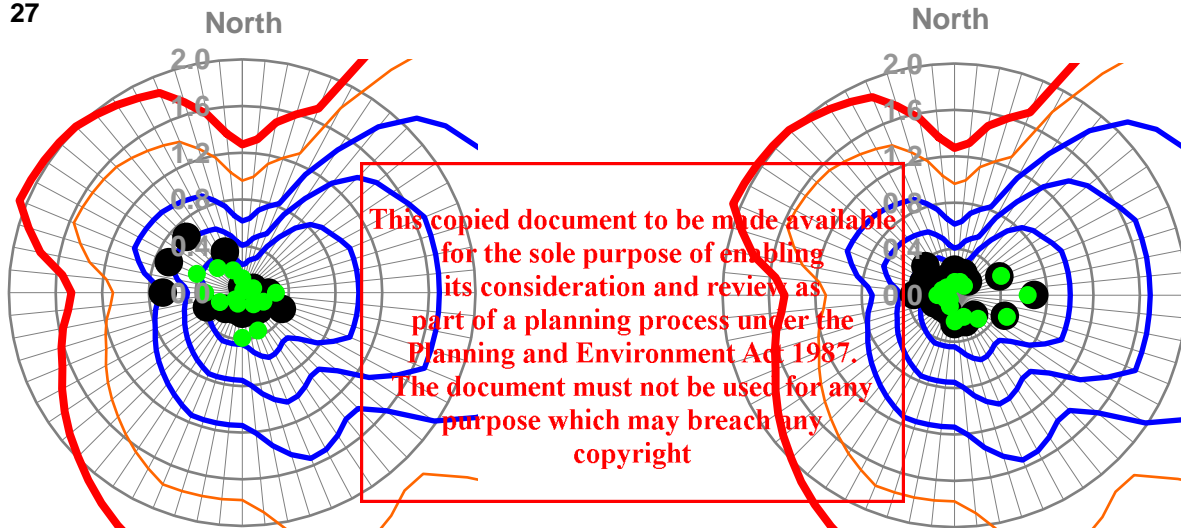 27
North
2.0
1.6
1.2
0.8
0.4
0.0
North
2.0
1.6
1.2
0.8
0.4
0.0
This copied document to be made available
for the sole purpose of enabling
its consideration and review as
part of a planning process under the
Planning and Environment Act 1987.
The document must not be used for any
purpose which may breach any
copyright